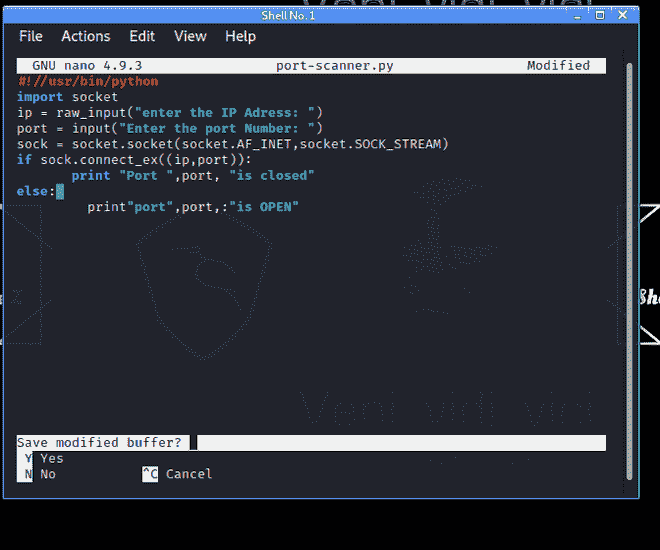 Shell No. 1
File Actions Edit View Help
GNU nano 4.9.3 port-scanner.py Modified
#!//usr/bin/python
import socket
ip = raw_input("enter the IP Adress: ")
port = input("Enter the port Number: ")
sock = socket.socket(socket.AF_INET,socket.SOCK_STREAM)
if sock.connect_ex((ip,port)):
print "Port ",port, "is closed"
else:
print"port",port,:"is OPEN"
Veni vidi vici
Save modified buffer?
Y Yes
N No ^C Cancel